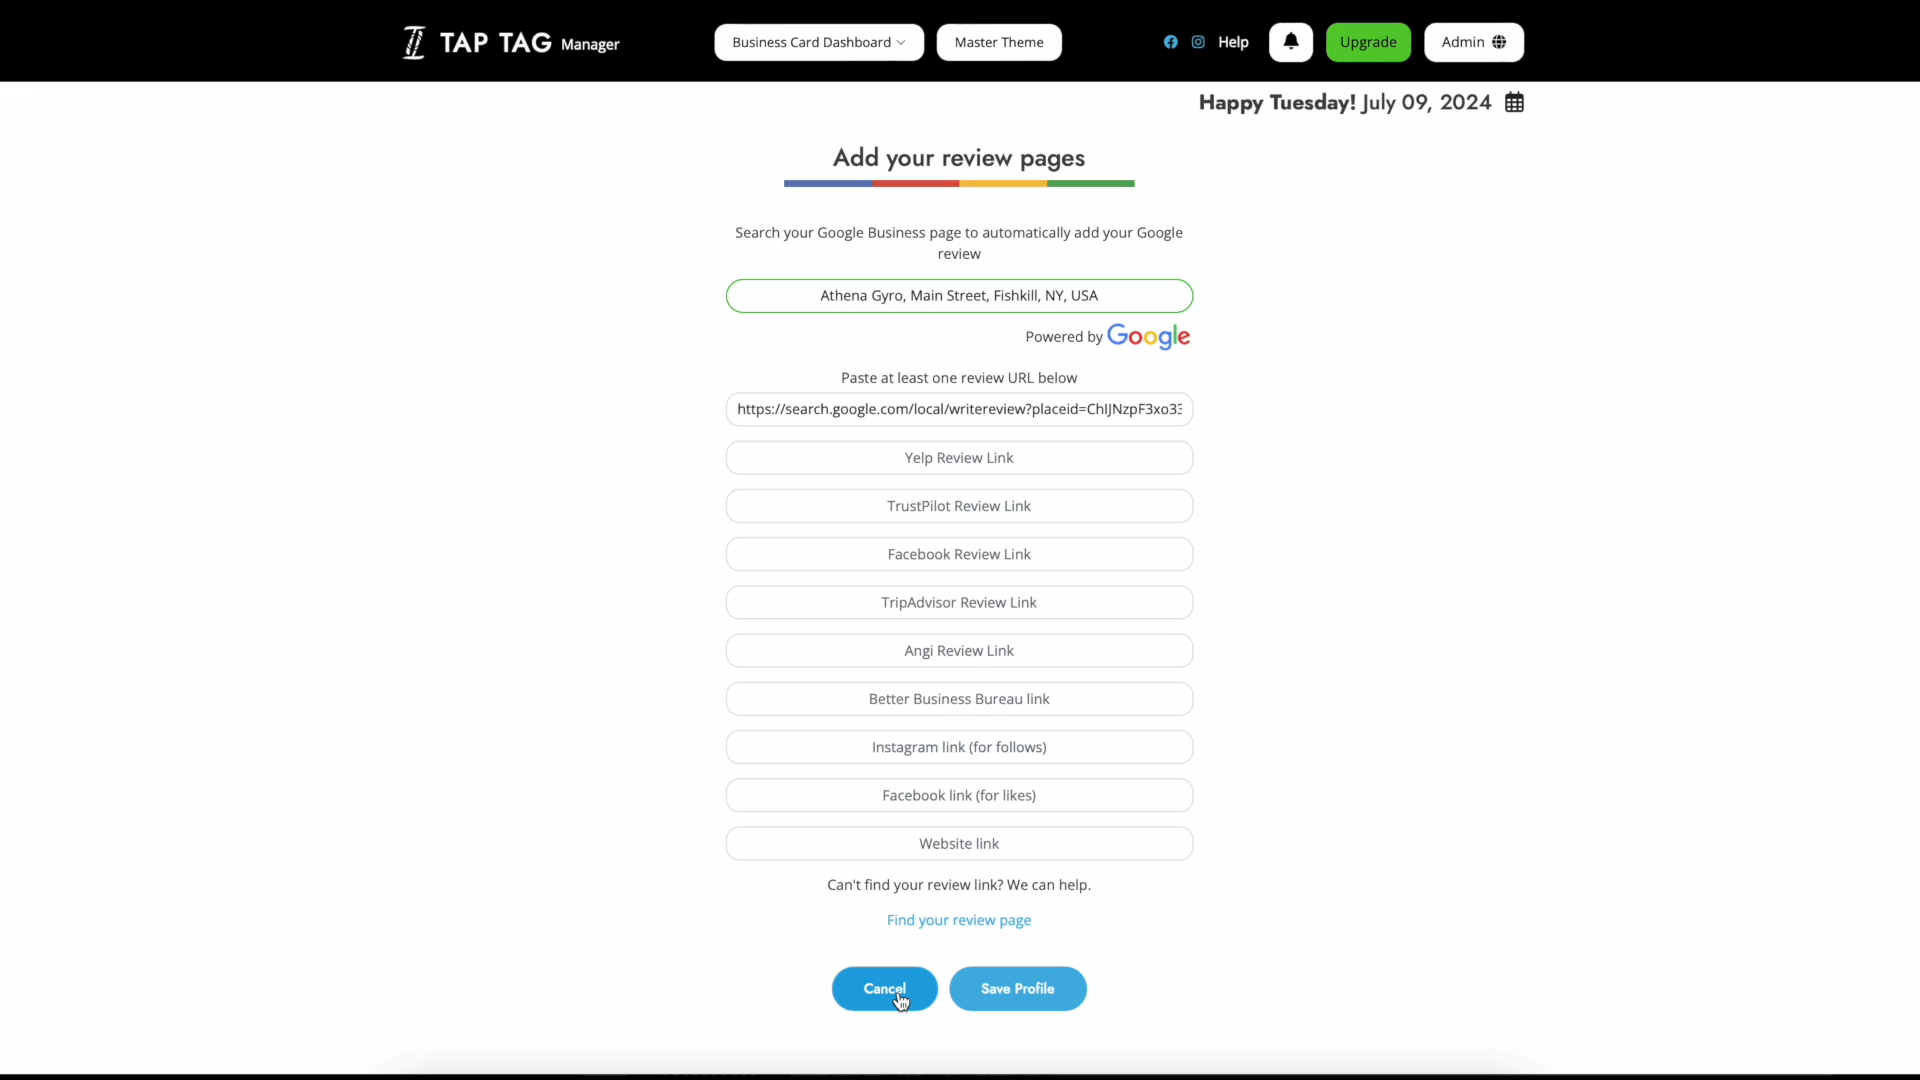 TAP TAG Manager
Business Card Dashboard
Master Theme
Help
Upgrade
Admin
Happy Tuesday! July 09, 2024
Add your review pages
Search your Google Business page to automatically add your Google
review
Athena Gyro, Main Street, Fishkill, NY, USA
Powered by Google
Paste at least one review URL below
https://search.google.com/local/writereview?placeid=ChIJNzpF3xo33
Yelp Review Link
TrustPilot Review Link
Facebook Review Link
TripAdvisor Review Link
Angi Review Link
Better Business Bureau link
Instagram link (for follows)
Facebook link (for likes)
Website link
Can't find your review link? We can help.
Find your review page
Cancel
Save Profile